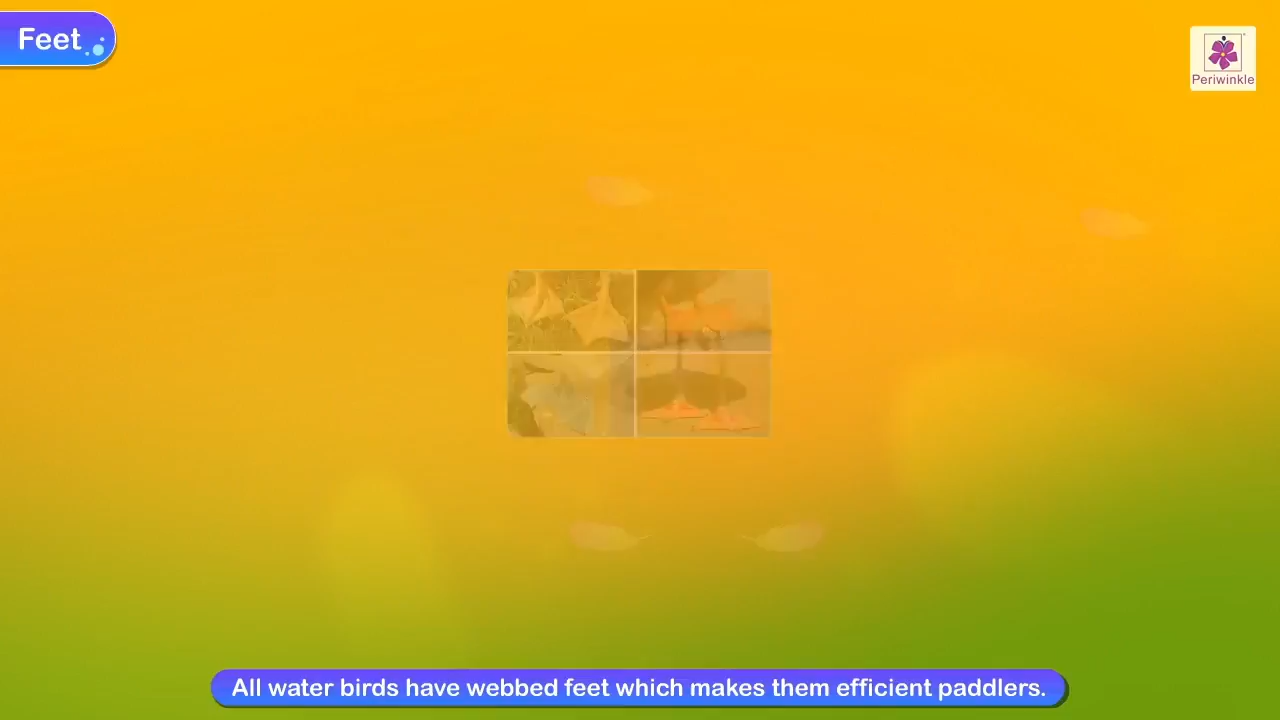 Feet
Periwinkle
All water birds have webbed feet which makes them efficient paddlers.